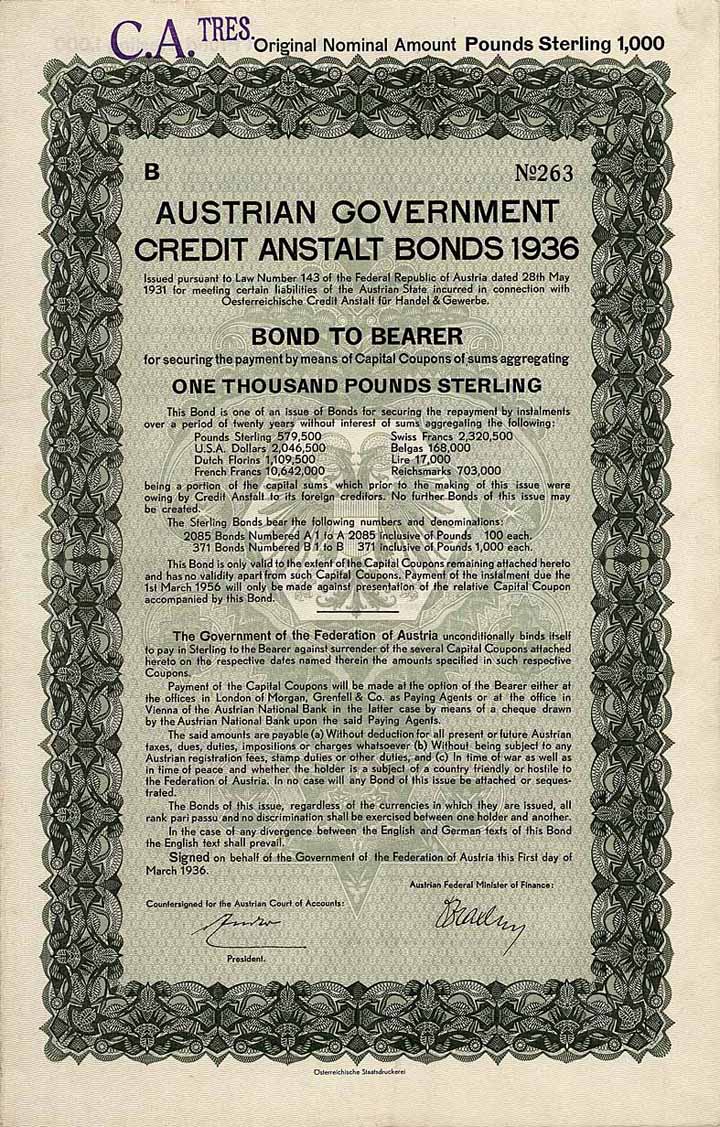 C.A. TRES.
Original Nominal Amount Pounds Sterling 1,000
B №263
AUSTRIAN GOVERNMENT
CREDIT ANSTALT BONDS 1936
Issued pursuant to Law Number 143 of the Federal Republic of Austria dated 28th May
1931 for meeting certain liabilities of the Austrian State incurred in connection with
Oesterreichische Credit Anstalt für Handel & Gewerbe.
BOND TO BEARER
for securing the payment by means of Capital Coupons of sums aggregating
ONE THOUSAND POUNDS STERLING
This Bond is one of an issue of Bonds for securing the repayment by instalments
over a period of twenty years without interest of sums aggregating the following:
Pounds Sterling 579,500 Swiss Francs 2,320,500
U.S.A. Dollars 2,046,500 Belgas 168,000
Dutch Florins 1,109,500 Lire 17,000
French Francs 10,642,000 Reichsmarks 703,000
being a portion of the capital sums which prior to the making of this issue were
owing by Credit Anstalt to its foreign creditors. No further Bonds of this issue may
be created.
The Sterling Bonds bear the following numbers and denominations:
2085 Bonds Numbered A 1 to A 2085 inclusive of Pounds 100 each.
371 Bonds Numbered B 1 to B 371 inclusive of Pounds 1,000 each.
This Bond is only valid to the extent of the Capital Coupons remaining attached hereto
and has no validity apart from such Capital Coupons. Payment of the instalment due the
1st March 1956 will only be made against presentation of the relative Capital Coupon
accompanied by this Bond.
The Government of the Federation of Austria unconditionally binds itself
to pay in Sterling to the Bearer against surrender of the several Capital Coupons attached
hereto on the respective dates named therein the amounts specified in such respective
Coupons.
Payment of the Capital Coupons will be made at the option of the Bearer either at
the offices in London of Morgan, Grenfell & Co. as Paying Agents or at the office in
Vienna of the Austrian National Bank in the latter case by means of a cheque drawn
by the Austrian National Bank upon the said Paying Agents.
The said amounts are payable (a) Without deduction for all present or future Austrian
taxes, dues, duties, impositions or charges whatsoever (b) Without being subject to any
Austrian registration fees, stamp duties or other duties, and (c) In time of war as well as
in time of peace and whether the holder is a subject of a country friendly or hostile to
the Federation of Austria. In no case will any Bond of this issue be attached or seques-
trated.
The Bonds of this issue, regardless of the currencies in which they are issued, all
rank pari passu and no discrimination shall be exercised between one holder and another.
In the case of any divergence between the English and German texts of this Bond
the English text shall prevail.
Signed on behalf of the Government of the Federation of Austria this First day of
March 1936.
Austrian Federal Minister of Finance:
Countersigned for the Austrian Court of Accounts:
President.
Österreichische Staatsdruckerei